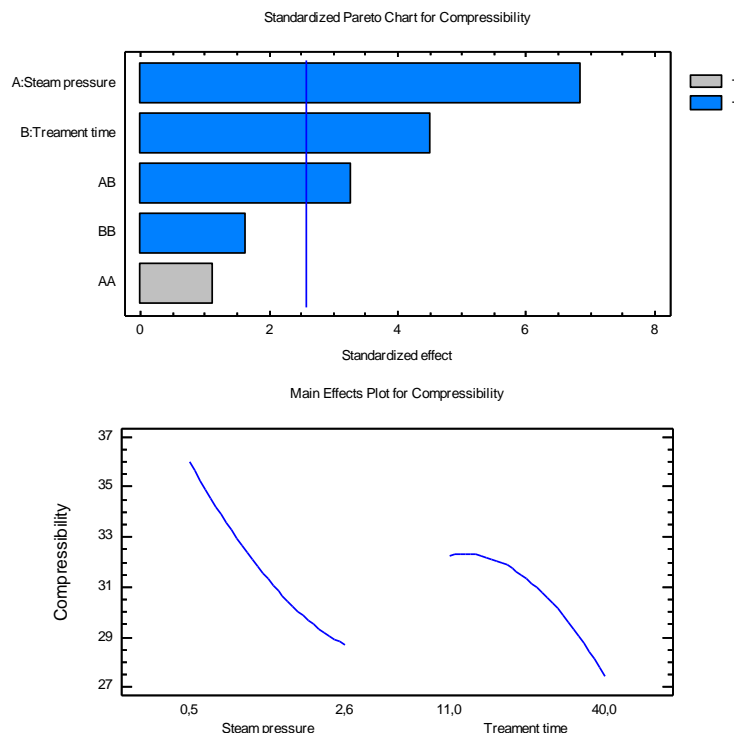 Standardized Pareto Chart for Compressibility
A:Steam pressure
B:Treament time
AB
BB
AA
0 2 4 6 8
Standardized effect
Main Effects Plot for Compressibility
37
35
33
31
29
27
Compressibility
0,5 2,6 11,0 40,0
Steam pressure Treament time